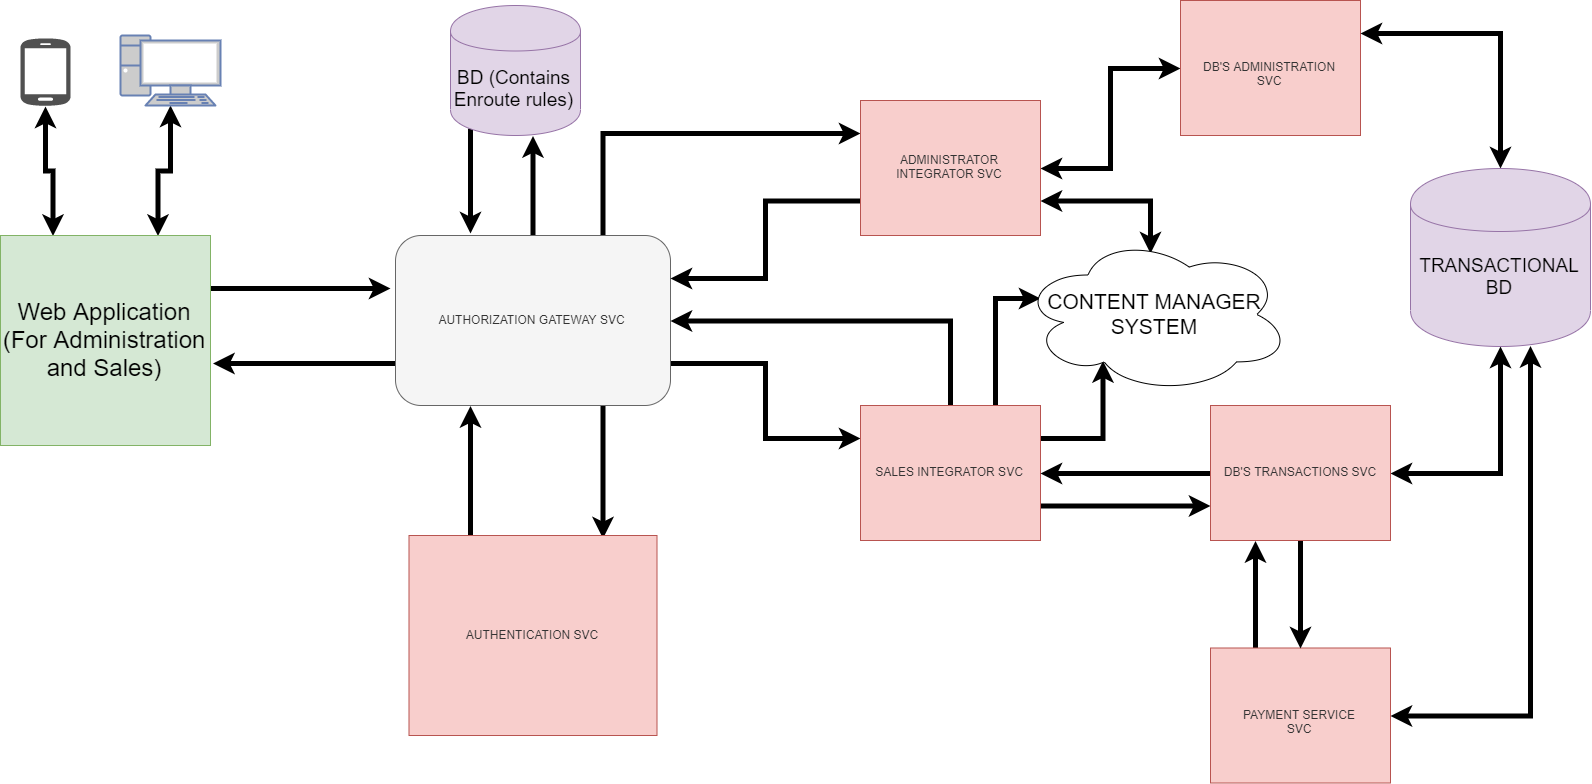 BD (Contains
Enroute rules)
DB'S ADMINISTRATION
SVC
ADMINISTRATOR
INTEGRATOR SVC
TRANSACTIONAL
BD
Web Application
(For Administration
and Sales)
AUTHORIZATION GATEWAY SVC
CONTENT MANAGER
SYSTEM
SALES INTEGRATOR SVC
DB'S TRANSACTIONS SVC
AUTHENTICATION SVC
PAYMENT SERVICE
SVC